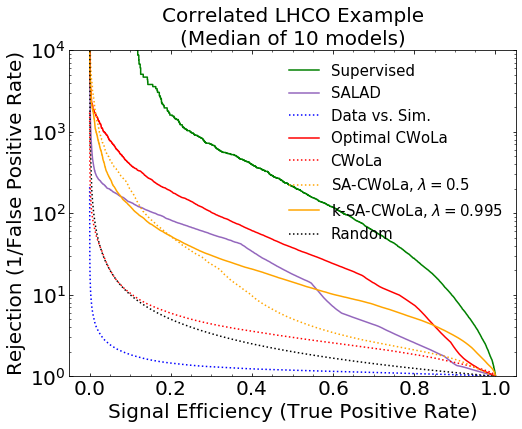 Correlated LHCO Example
(Median of 10 models)
Rejection (1/False Positive Rate)
10⁴
10³
10²
10¹
10⁰
Supervised
SALAD
Data vs. Sim.
Optimal CWoLa
CWoLa
SA-CWoLa, λ = 0.5
k-SA-CWoLa, λ = 0.995
Random
0.0 0.2 0.4 0.6 0.8 1.0
Signal Efficiency (True Positive Rate)